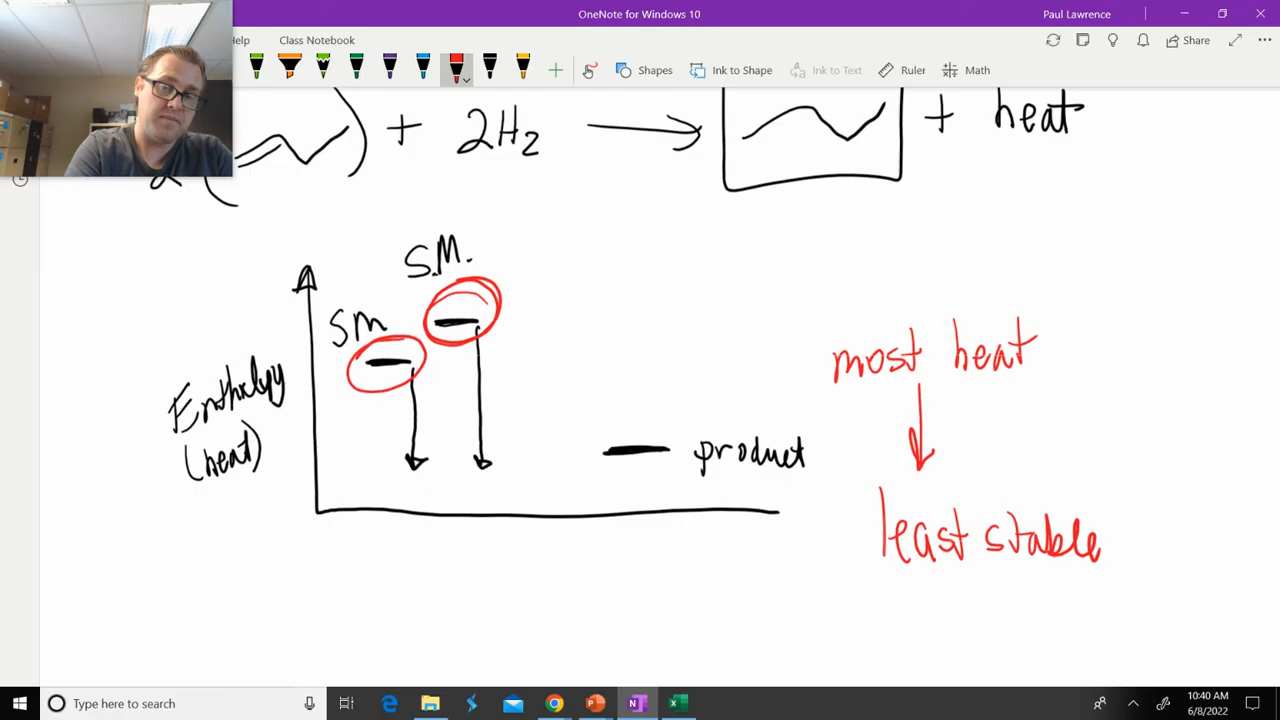 OneNote for Windows 10
Paul Lawrence
Help Class Notebook
Share
Shapes Ink to Shape Ink to Text Ruler Math
2 ( ) + 2H2 → + heat
S.M.
SM
Enthalpy
(heat)
product
most heat
least stable
Type here to search
10:40 AM
6/8/2022